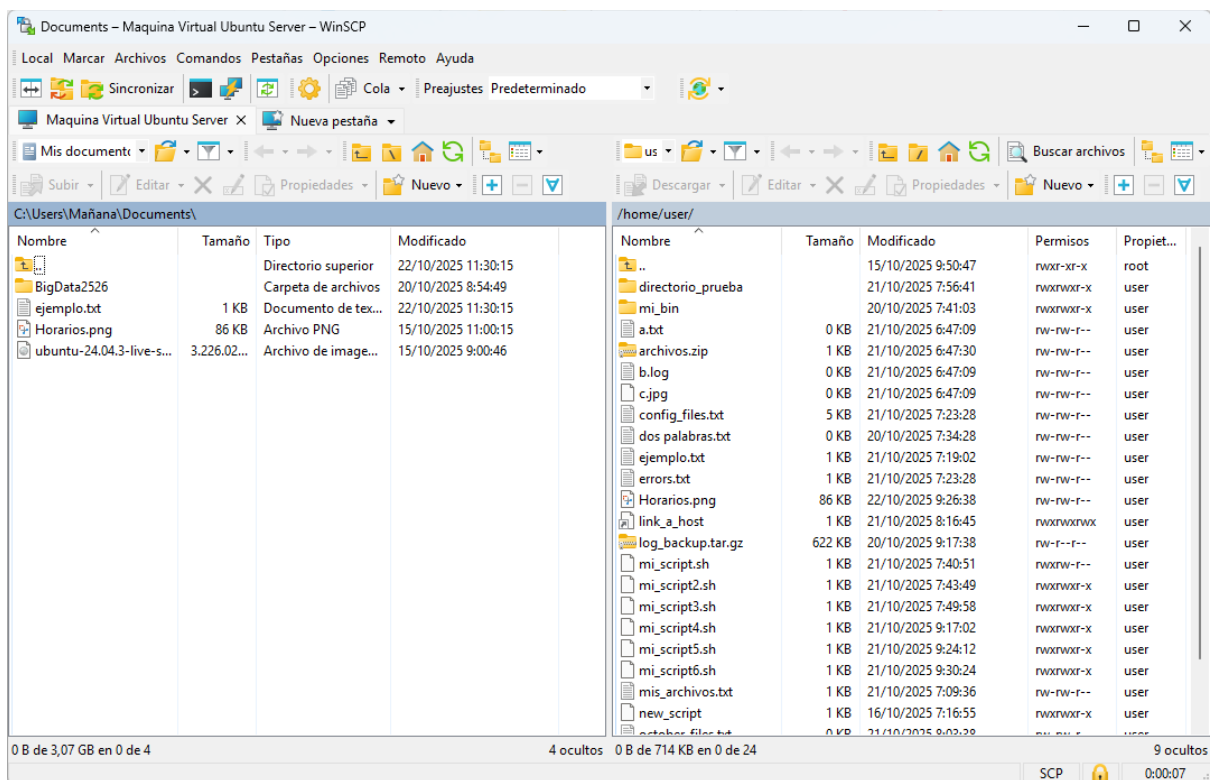 Documents – Maquina Virtual Ubuntu Server – WinSCP
Local Marcar Archivos Comandos Pestañas Opciones Remoto Ayuda
Sincronizar Cola Preajustes Predeterminado
Maquina Virtual Ubuntu Server X Nueva pestaña
Mis document us Buscar archivos
Subir Editar Propiedades Nuevo Descargar Editar Propiedades Nuevo
C:\Users\Mañana\Documents\ /home/user/
Nombre Tamaño Tipo Modificado Nombre Tamaño Modificado Permisos Propiet...
.. Directorio superior 22/10/2025 11:30:15 .. 15/10/2025 9:50:47 rwxr-xr-x root
BigData2526 Carpeta de archivos 20/10/2025 8:54:49 directorio_prueba 21/10/2025 7:56:41 rwxrwxr-x user
ejemplo.txt 1 KB Documento de tex... 22/10/2025 11:30:15 mi_bin 20/10/2025 7:41:03 rwxrwxr-x user
Horarios.png 86 KB Archivo PNG 15/10/2025 11:00:15 a.txt 0 KB 21/10/2025 6:47:09 rw-rw-r-- user
ubuntu-24.04.3-live-s... 3.226.02... Archivo de image... 15/10/2025 9:00:46 archivos.zip 1 KB 21/10/2025 6:47:30 rw-rw-r-- user
b.log 0 KB 21/10/2025 6:47:09 rw-rw-r-- user
c.jpg 0 KB 21/10/2025 6:47:09 rw-rw-r-- user
config_files.txt 5 KB 21/10/2025 7:23:28 rw-rw-r-- user
dos palabras.txt 0 KB 20/10/2025 7:34:28 rw-rw-r-- user
ejemplo.txt 1 KB 21/10/2025 7:19:02 rw-rw-r-- user
errors.txt 1 KB 21/10/2025 7:23:28 rw-rw-r-- user
Horarios.png 86 KB 22/10/2025 9:26:38 rw-rw-r-- user
link_a_host 1 KB 21/10/2025 8:16:45 rwxrwxrwx user
log_backup.tar.gz 622 KB 20/10/2025 9:17:38 rw-r--r-- user
mi_script.sh 1 KB 21/10/2025 7:40:51 rwxrw-r-- user
mi_script2.sh 1 KB 21/10/2025 7:43:49 rwxrwxr-x user
mi_script3.sh 1 KB 21/10/2025 7:49:58 rwxrwxr-x user
mi_script4.sh 1 KB 21/10/2025 9:17:02 rwxrwxr-x user
mi_script5.sh 1 KB 21/10/2025 9:24:12 rwxrwxr-x user
mi_script6.sh 1 KB 21/10/2025 9:30:24 rwxrwxr-x user
mis_archivos.txt 1 KB 21/10/2025 7:09:36 rw-rw-r-- user
new_script 1 KB 16/10/2025 7:16:55 rwxrwxr-x user
0 B de 3,07 GB en 0 de 4 4 ocultos 0 B de 714 KB en 0 de 24 9 ocultos
SCP 0:00:07